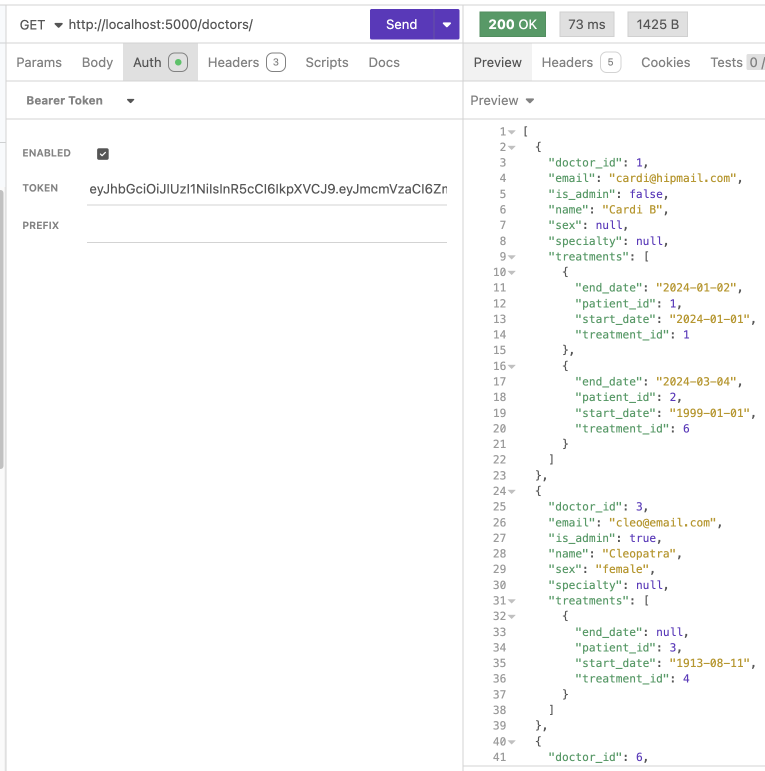 GET http://localhost:5000/doctors/ Send
200 OK 73 ms 1425 B
Params Body Auth Headers 3 Scripts Docs
Preview Headers 5 Cookies Tests 0 /
Bearer Token
Preview
ENABLED
TOKEN
PREFIX
1 [
2 {
3 "doctor_id": 1,
4 "email": "cardi@hipmail.com",
5 "is_admin": false,
6 "name": "Cardi B",
7 "sex": null,
8 "specialty": null,
9 "treatments": [
10 {
11 "end_date": "2024-01-02",
12 "patient_id": 1,
13 "start_date": "2024-01-01",
14 "treatment_id": 1
15 },
16 {
17 "end_date": "2024-03-04",
18 "patient_id": 2,
19 "start_date": "1999-01-01",
20 "treatment_id": 6
21 }
22 ]
23 },
24 {
25 "doctor_id": 3,
26 "email": "cleo@email.com",
27 "is_admin": true,
28 "name": "Cleopatra",
29 "sex": "female",
30 "specialty": null,
31 "treatments": [
32 {
33 "end_date": null,
34 "patient_id": 3,
35 "start_date": "1913-08-11",
36 "treatment_id": 4
37 }
38 ]
39 },
40 {
41 "doctor_id": 6,